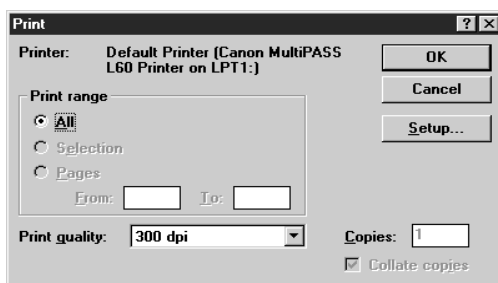 Print
Printer: Default Printer (Canon MultiPASS
L60 Printer on LPT1:)
OK
Cancel
Setup...
Print range
All
Selection
Pages
From: To:
Print quality: 300 dpi
Copies: 1
Collate copies